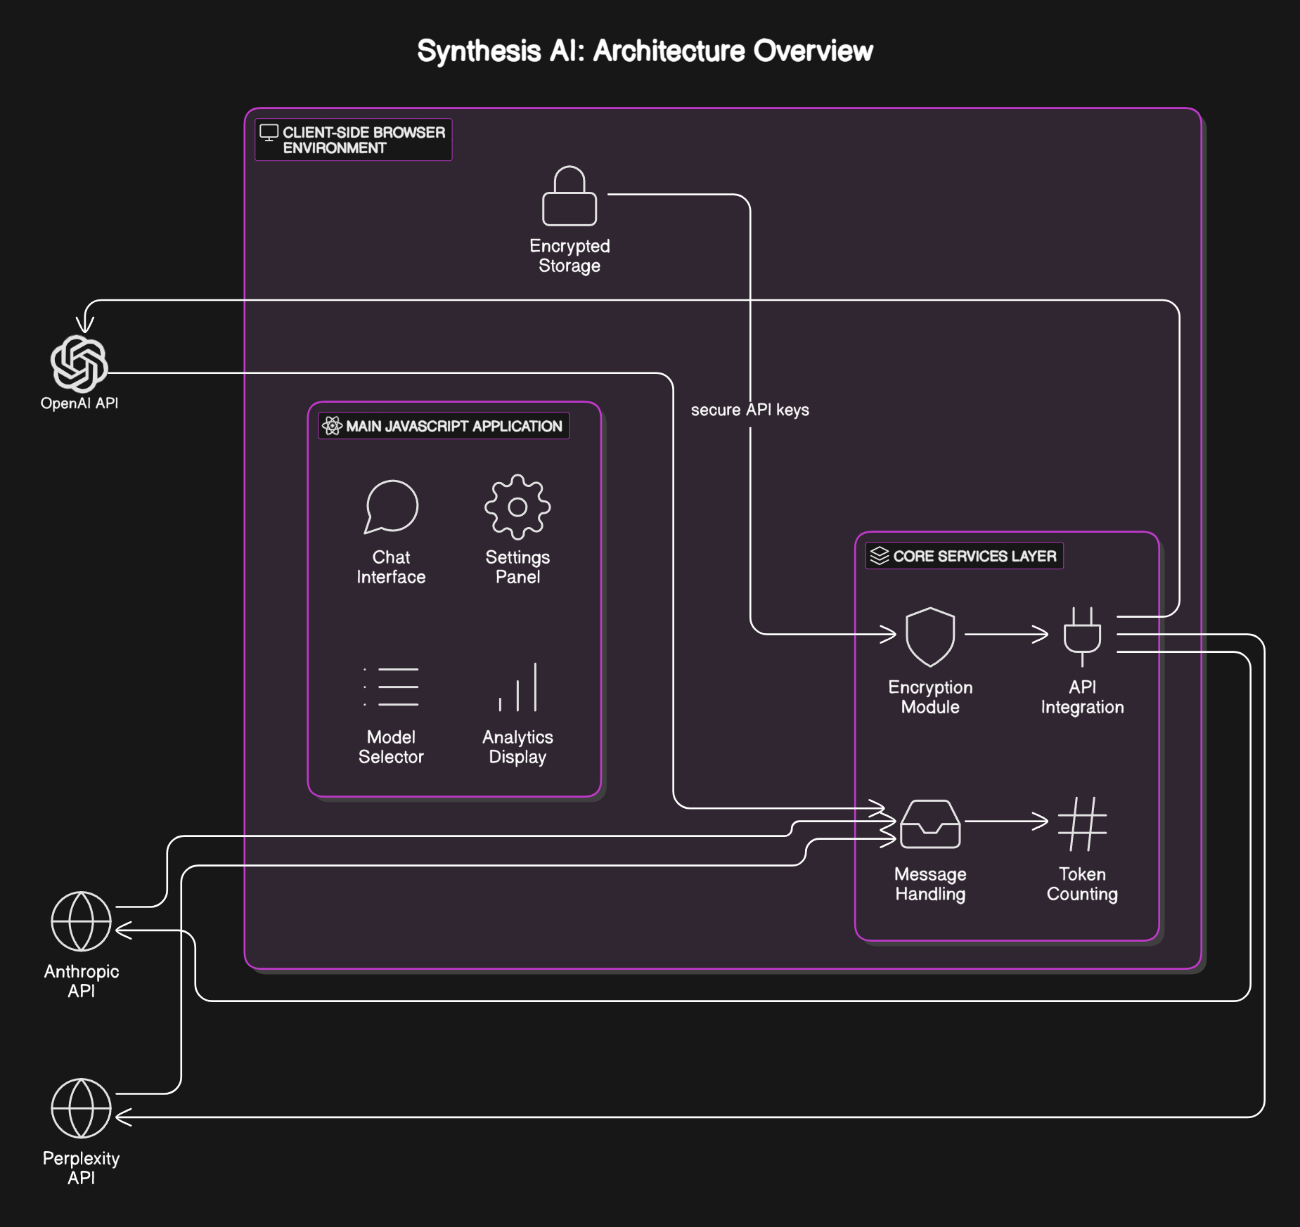 Synthesis AI: Architecture Overview
CLIENT-SIDE BROWSER
ENVIRONMENT
Encrypted
Storage
OpenAI API
secure API keys
MAIN JAVASCRIPT APPLICATION
Chat
Interface
Settings
Panel
Model
Selector
Analytics
Display
CORE SERVICES LAYER
Encryption
Module
API
Integration
Message
Handling
Token
Counting
Anthropic
API
Perplexity
API